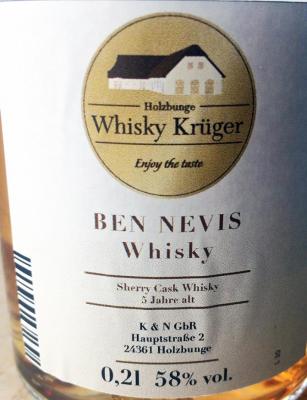 Holzbunge
Whisky Krüger
Enjoy the taste
BEN NEVIS
Whisky
Sherry Cask Whisky
5 Jahre alt
K & N GbR
Hauptstraße 2
24361 Holzbunge
0,2l 58% vol.